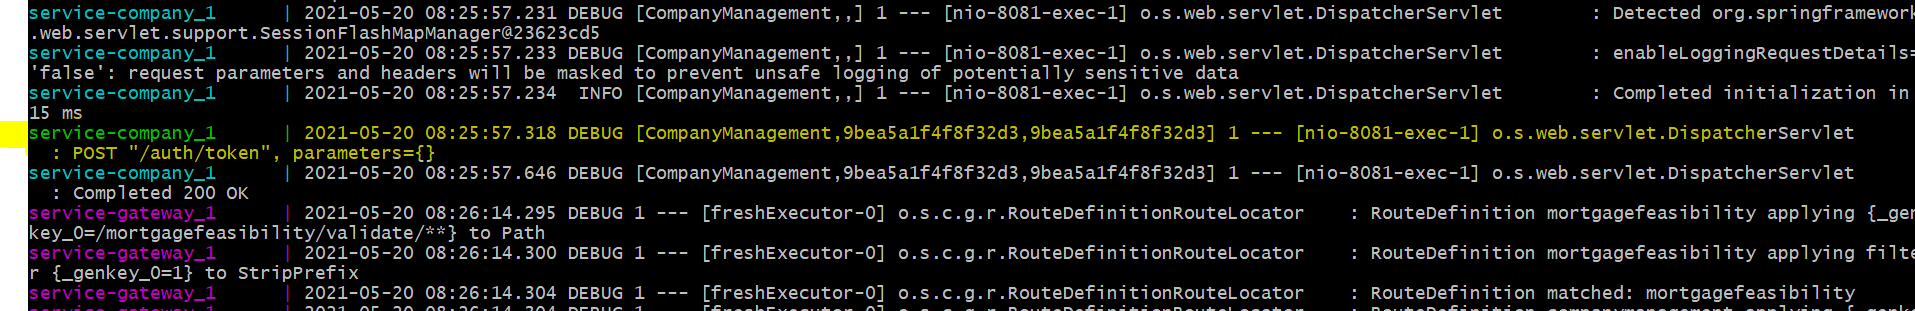 service-company_1 | 2021-05-20 08:25:57.231 DEBUG [CompanyManagement,,] 1 --- [nio-8081-exec-1] o.s.web.servlet.DispatcherServlet : Detected org.springframework
.web.servlet.support.SessionFlashMapManager@23623cd5
service-company_1 | 2021-05-20 08:25:57.233 DEBUG [CompanyManagement,,] 1 --- [nio-8081-exec-1] o.s.web.servlet.DispatcherServlet : enableLoggingRequestDetails=
'false': request parameters and headers will be masked to prevent unsafe logging of potentially sensitive data
service-company_1 | 2021-05-20 08:25:57.234 INFO [CompanyManagement,,] 1 --- [nio-8081-exec-1] o.s.web.servlet.DispatcherServlet : Completed initialization in
15 ms
service-company_1 | 2021-05-20 08:25:57.318 DEBUG [CompanyManagement,9bea5a1f4f8f32d3,9bea5a1f4f8f32d3] 1 --- [nio-8081-exec-1] o.s.web.servlet.DispatcherServlet
: POST "/auth/token", parameters={}
service-company_1 | 2021-05-20 08:25:57.646 DEBUG [CompanyManagement,9bea5a1f4f8f32d3,9bea5a1f4f8f32d3] 1 --- [nio-8081-exec-1] o.s.web.servlet.DispatcherServlet
: Completed 200 OK
service-gateway_1 | 2021-05-20 08:26:14.295 DEBUG 1 --- [freshExecutor-0] o.s.c.g.r.RouteDefinitionRouteLocator : RouteDefinition mortgagefeasibility applying {_gen
key_0=/mortgagefeasibility/validate/**} to Path
service-gateway_1 | 2021-05-20 08:26:14.300 DEBUG 1 --- [freshExecutor-0] o.s.c.g.r.RouteDefinitionRouteLocator : RouteDefinition mortgagefeasibility applying filte
r {_genkey_0=1} to StripPrefix
service-gateway_1 | 2021-05-20 08:26:14.304 DEBUG 1 --- [freshExecutor-0] o.s.c.g.r.RouteDefinitionRouteLocator : RouteDefinition matched: mortgagefeasibility